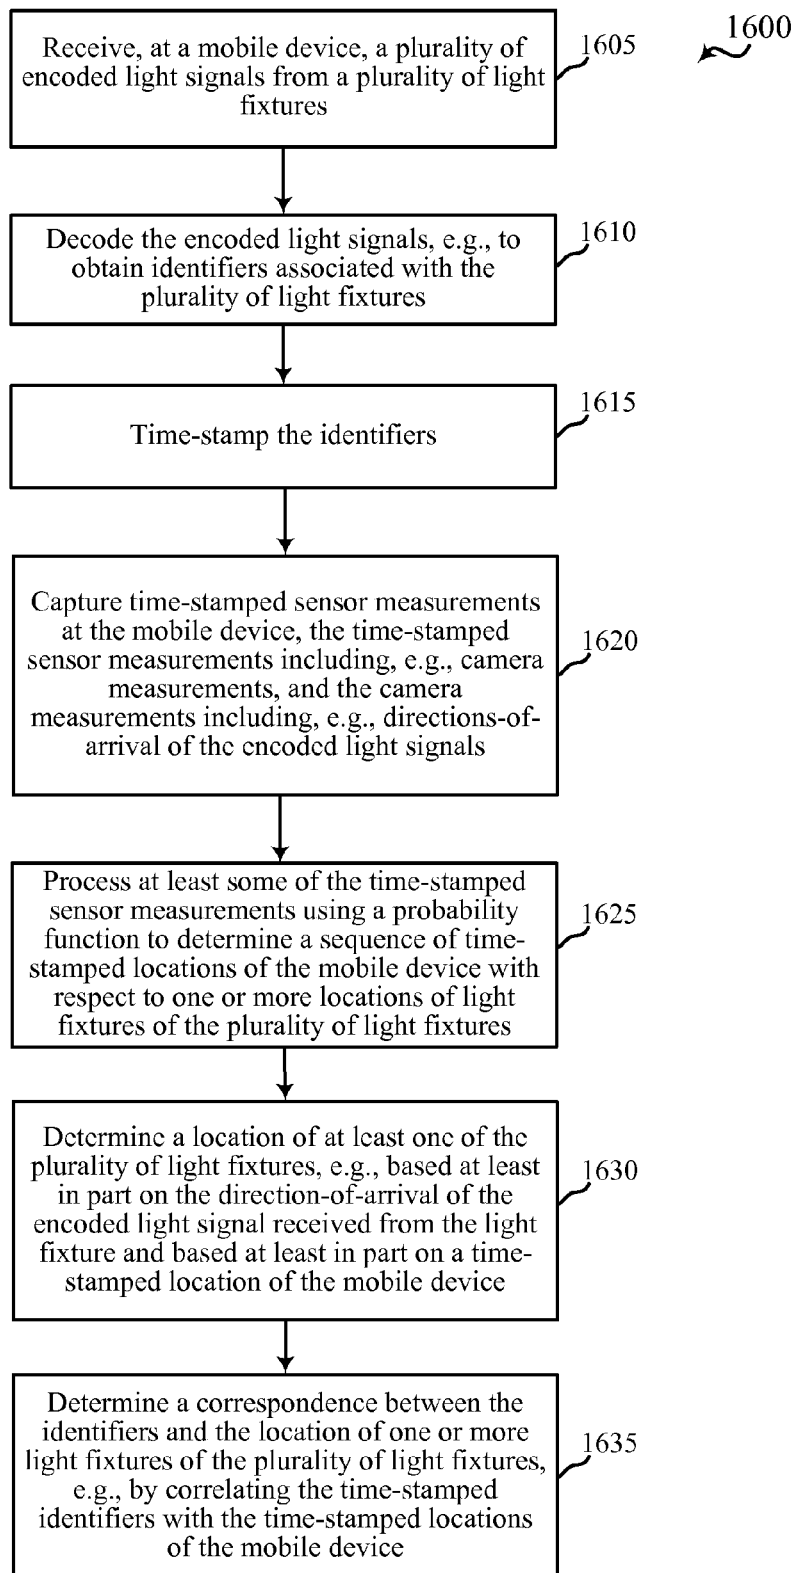 1600
Receive, at a mobile device, a plurality of
encoded light signals from a plurality of light
fixtures
1605
Decode the encoded light signals, e.g., to
obtain identifiers associated with the
plurality of light fixtures
1610
Time-stamp the identifiers
1615
Capture time-stamped sensor measurements
at the mobile device, the time-stamped
sensor measurements including, e.g., camera
measurements, and the camera
measurements including, e.g., directions-of-
arrival of the encoded light signals
1620
Process at least some of the time-stamped
sensor measurements using a probability
function to determine a sequence of time-
stamped locations of the mobile device with
respect to one or more locations of light
fixtures of the plurality of light fixtures
1625
Determine a location of at least one of the
plurality of light fixtures, e.g., based at least
in part on the direction-of-arrival of the
encoded light signal received from the light
fixture and based at least in part on a time-
stamped location of the mobile device
1630
Determine a correspondence between the
identifiers and the location of one or more
light fixtures of the plurality of light fixtures,
e.g., by correlating the time-stamped
identifiers with the time-stamped locations
of the mobile device
1635